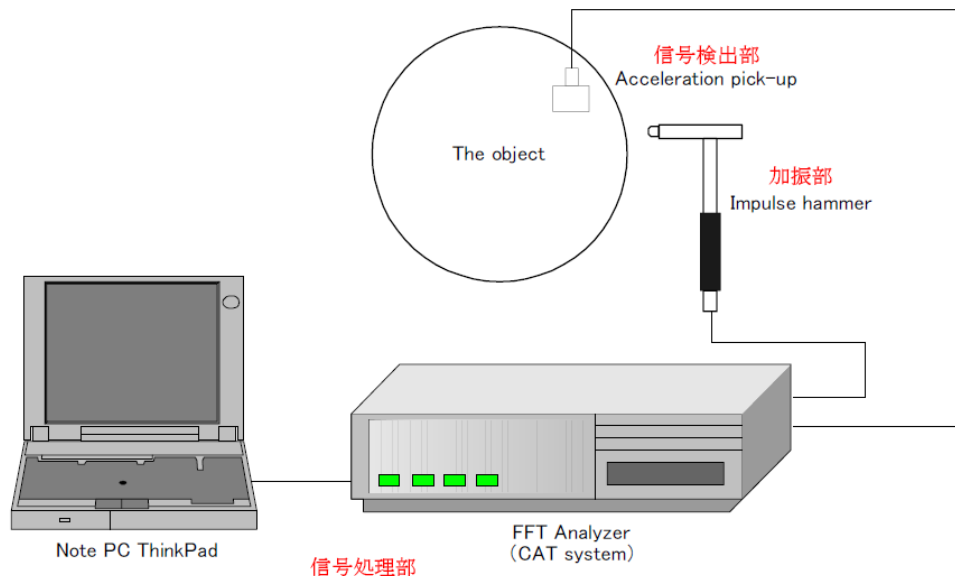 信号検出部
Acceleration pick-up
The object
加振部
Impulse hammer
Note PC ThinkPad
FFT Analyzer
（CAT system）
信号処理部